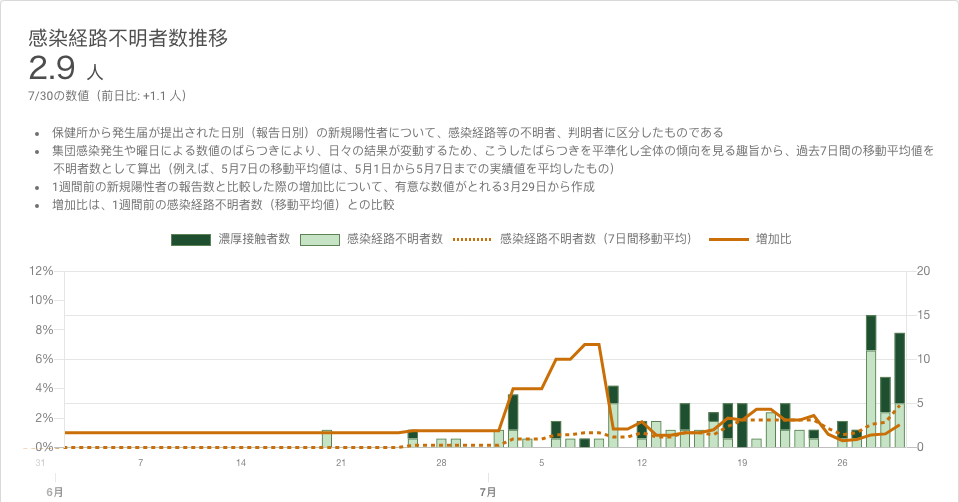 感染経路不明者数推移
2.9 人
7/30の数値（前日比: +1.1 人）
• 保健所から発生届が提出された日別（報告日別）の新規陽性者について、感染経路等の不明者、判明者に区分したものである
• 集団感染発生や曜日による数値のばらつきにより、日々の結果が変動するため、こうしたばらつきを平準化し全体の傾向を見る趣旨から、過去7日間の移動平均値を
不明者数として算出（例えば、5月7日の移動平均値は、5月1日から5月7日までの実績値を平均したもの）
• 1週間前の新規陽性者の報告数と比較した際の増加比について、有意な数値がとれる3月29日から作成
• 増加比は、1週間前の感染経路不明者数（移動平均値）との比較
濃厚接触者数 感染経路不明者数 感染経路不明者数（7日間移動平均） 増加比
12% 20
10% 15
8%
6% 10
4%
2% 5
0% 0
31 7 14 21 28 5 12 19 26
6月 7月